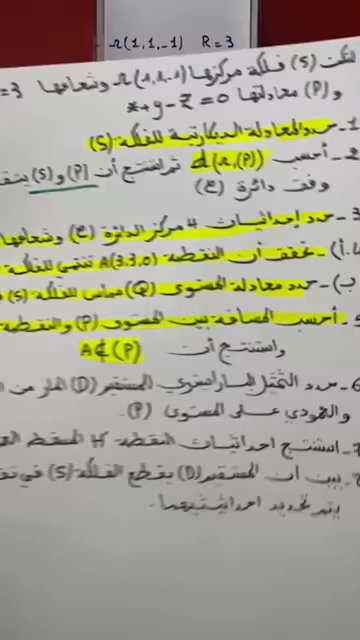 Ω(1,1,-1) R=3
لتكن (S) فلكة مركزها Ω(1,1,-1) وشعاعها =3
و (P) معادلتها x+y-z=0
1- حدد المعادلة الديكارتية للفلكة (S)
2- أحسب d(Ω,(P)) ثم استنتج أن (P) و (S) يتقا
وفق دائرة (C)
3- حدد إحداثيات H مركز الدائرة (C) وشعاعها
4.أ)- تحقق أن النقطة A(3,3,0) تنتمي للفلكة
ب)- حدد معادلة المستوى (Q) مماس للفلكة (S)
5- أحسب المسافة بين المستوى (P) والنقطة
واستنتج أن A∉(P)
6- حدد التمثيل البارامتري للمستقيم (D) المار من
والعمودي على المستوى (P).
7- استنتج احداثيات النقطة H المسقط العم
8- بين أن المستقيم (D) يقطع الفلكة (S) في نقط
يتم تحديد احداثيتيهما.